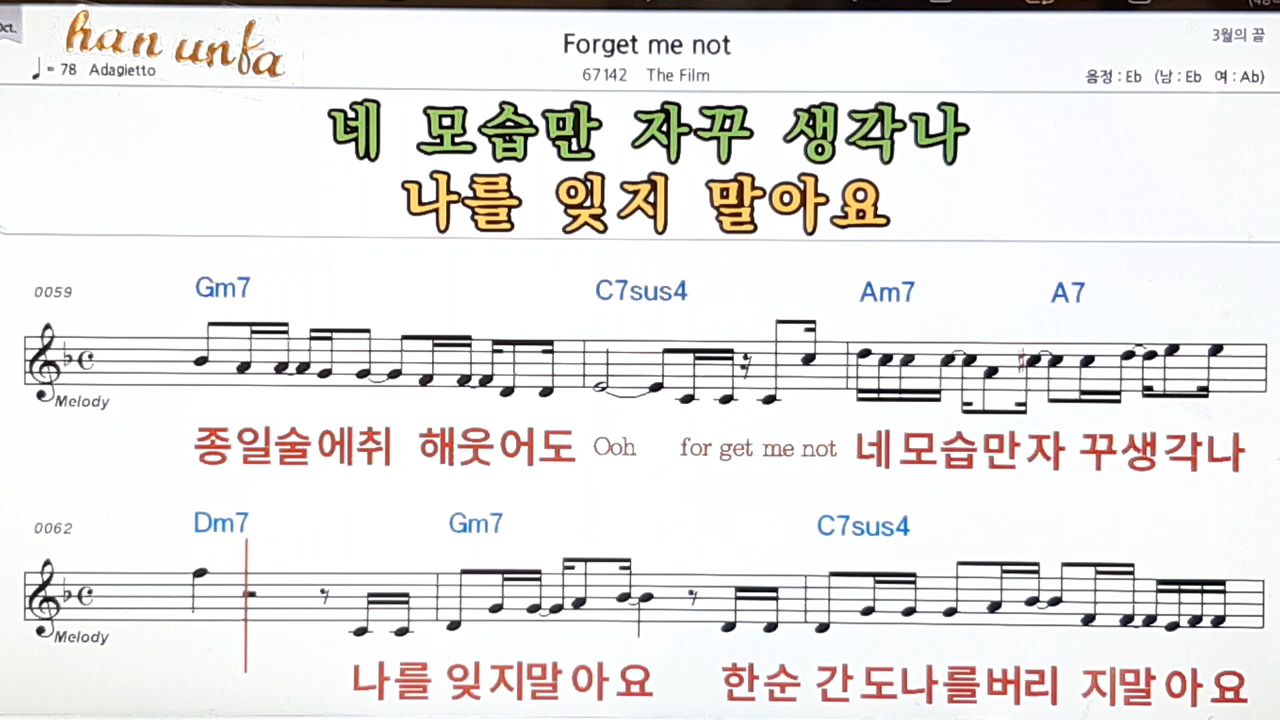 Oct.
han unfa
Forget me not
3월의 끝
♩= 78 Adagietto
67142 The Film
음정 : Eb (남 : Eb 여 : Ab)
네 모습만 자꾸 생각나
나를 잊지 말아요
0059 Gm7 C7sus4 Am7 A7
Melody
종일술에취 해웃어도 Ooh for get me not 네모습만자 꾸생각나
0062 Dm7 Gm7 C7sus4
Melody
나를 잊지말아요 한순 간도나를버리 지말아요